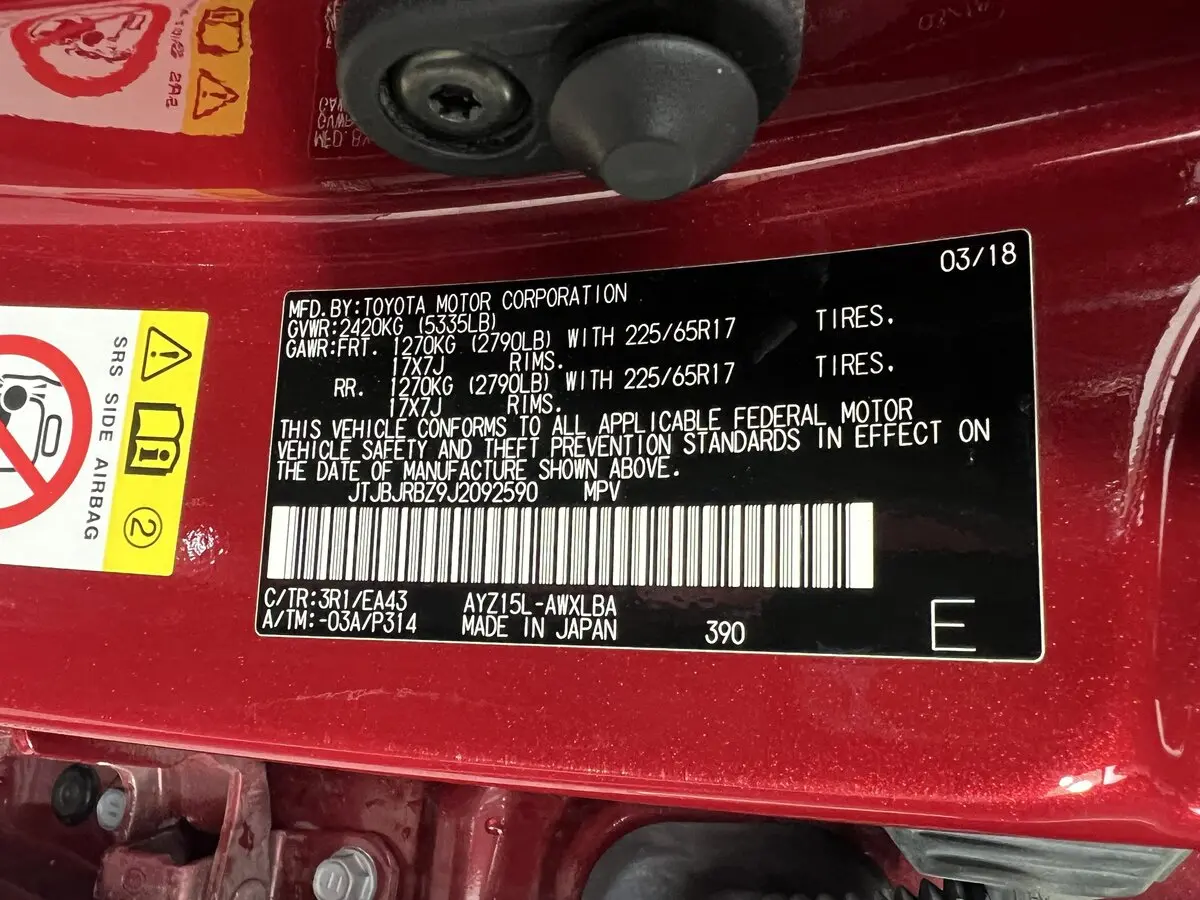 03/18
MFD. BY: TOYOTA MOTOR CORPORATION
GVWR: 2420KG (5335LB)
GAWR: FRT. 1270KG (2790LB) WITH 225/65R17 TIRES.
17X7J RIMS.
RR. 1270KG (2790LB) WITH 225/65R17 TIRES.
17X7J RIMS.
THIS VEHICLE CONFORMS TO ALL APPLICABLE FEDERAL MOTOR
VEHICLE SAFETY AND THEFT PREVENTION STANDARDS IN EFFECT ON
THE DATE OF MANUFACTURE SHOWN ABOVE.
JTJBJRBZ9J2092590 MPV
C/TR: 3R1/EA43 AYZ15L-AWXLBA
A/TM: -03A/P314 MADE IN JAPAN 390
E
SRS SIDE AIRBAG
2